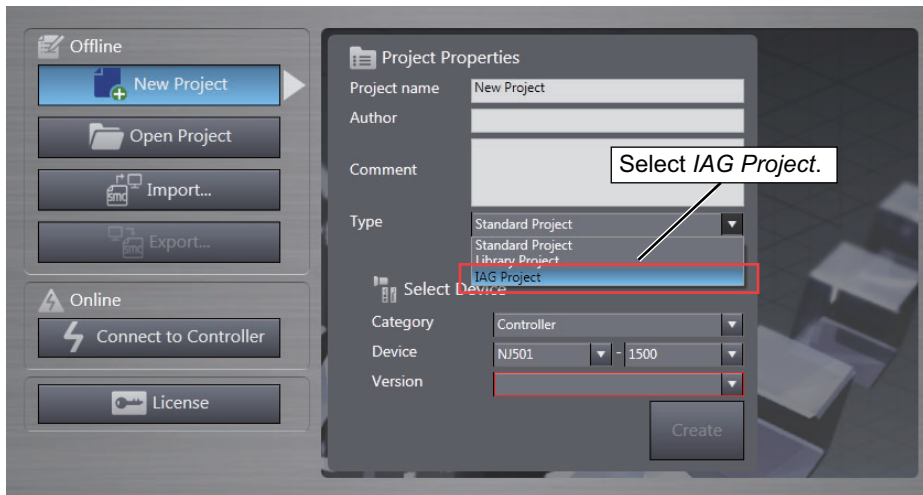 Offline
New Project
Open Project
smc Import...
smc Export...
Online
Connect to Controller
License
Project Properties
Project name New Project
Author
Comment
Select IAG Project.
Type Standard Project
Standard Project
Library Project
IAG Project
Select Device
Category Controller
Device NJ501 - 1500
Version
Create